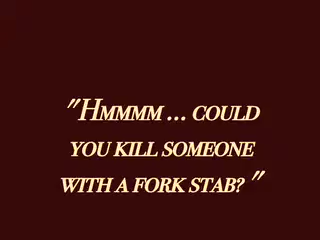 "Hmmmm ... could
you kill someone
with a fork stab? "